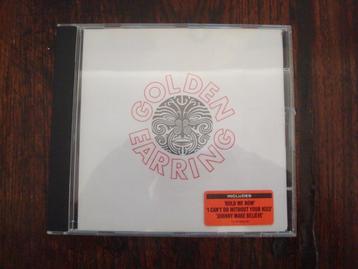 GOLDEN
EARRING
INCLUDES
'HOLD ME NOW'
'I CAN'T DO WITHOUT YOUR KISS'
'JOHNNY MAKE BELIEVE'